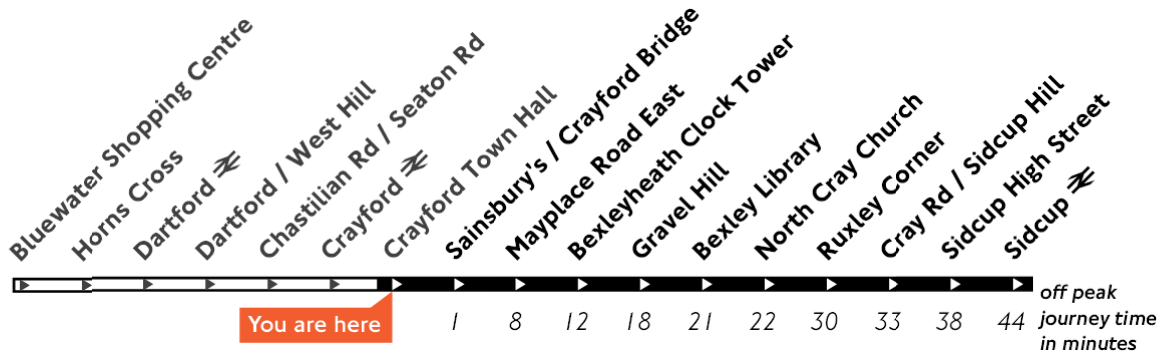 Bluewater Shopping Centre
Horns Cross
Dartford
Dartford / West Hill
Chastilian Rd / Seaton Rd
Crayford
Crayford Town Hall
Sainsbury's / Crayford Bridge
Mayplace Road East
Bexleyheath Clock Tower
Gravel Hill
Bexley Library
North Cray Church
Ruxley Corner
Cray Rd / Sidcup Hill
Sidcup High Street
Sidcup
You are here
1 8 12 18 21 22 30 33 38 44
off peak
journey time
in minutes